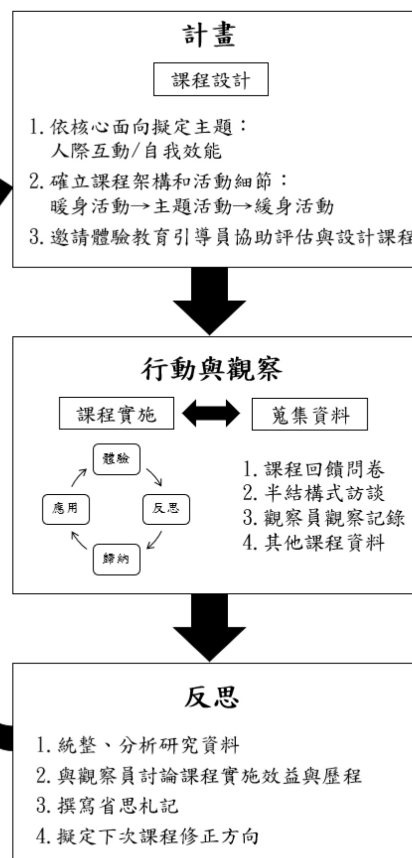 計畫
課程設計
1. 依核心面向擬定主題：
人際互動/自我效能
2. 確立課程架構和活動細節：
暖身活動→主題活動→緩身活動
3. 邀請體驗教育引導員協助評估與設計課程
行動與觀察
課程實施
蒐集資料
體驗
反思
歸納
應用
1. 課程回饋問卷
2. 半結構式訪談
3. 觀察員觀察記錄
4. 其他課程資料
反思
1. 統整、分析研究資料
2. 與觀察員討論課程實施效益與歷程
3. 撰寫省思札記
4. 擬定下次課程修正方向